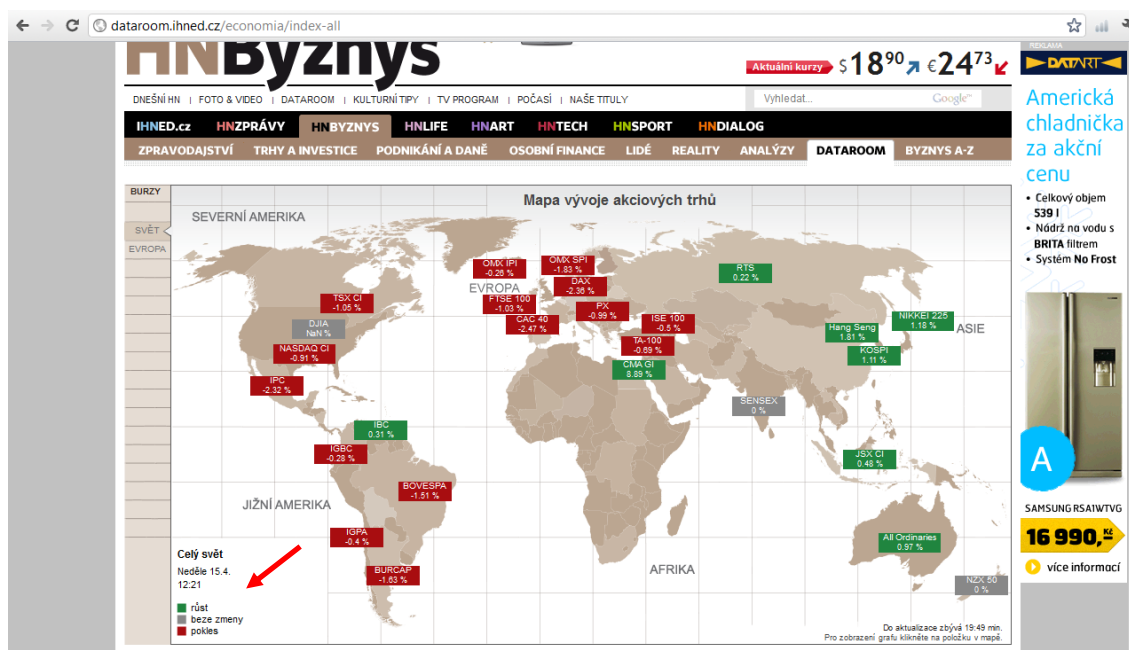 dataroom.ihned.cz/economia/index-all
HNByznys
Aktuální kurzy $18⁹⁰ €24⁷³
REKLAMA
DATART
DNEŠNÍ HN | FOTO & VIDEO | DATAROOM | KULTURNÍ TIPY | TV PROGRAM | POČASÍ | NAŠE TITULY
Vyhledat... Google™
IHNED.cz HNZPRÁVY HNBYZNYS HNLIFE HNART HNTECH HNSPORT HNDIALOG
ZPRAVODAJSTVÍ TRHY A INVESTICE PODNIKÁNÍ A DANĚ OSOBNÍ FINANCE LIDÉ REALITY ANALÝZY DATAROOM BYZNYS A-Z
Americká
chladnička
za akční
cenu
• Celkový objem
539 l
• Nádrž na vodu s
BRITA filtrem
• Systém No Frost
A
SAMSUNG RSA1WTVG
16 990,- Kč
více informací
BURZY
SVĚT
EVROPA
Mapa vývoje akciových trhů
SEVERNÍ AMERIKA
OMX IPI
-0.26 %
OMX SPI
-1.83 %
RTS
0.22 %
DAX
-2.36 %
EVROPA
TSX CI
-1.05 %
FTSE 100
-1.03 %
PX
-0.99 %
DJIA
NaN %
CAC 40
-2.47 %
ISE 100
-0.5 %
NIKKEI 225
1.18 %
ASIE
Hang Seng
1.81 %
NASDAQ CI
-0.91 %
TA-100
-0.69 %
KOSPI
1.11 %
CMA GI
8.89 %
IPC
-2.32 %
SENSEX
0 %
IBC
0.31 %
IGBC
-0.28 %
JSX CI
0.48 %
BOVESPA
-1.51 %
JIŽNÍ AMERIKA
IGPA
-0.4 %
All Ordinaries
0.97 %
BURCAP
-1.63 %
AFRIKA
NZX 50
0 %
Celý svět
Neděle 15.4.
12:21
růst
beze zmeny
pokles
Do aktualizace zbývá 19:49 min.
Pro zobrazení grafu klikněte na položku v mapě.